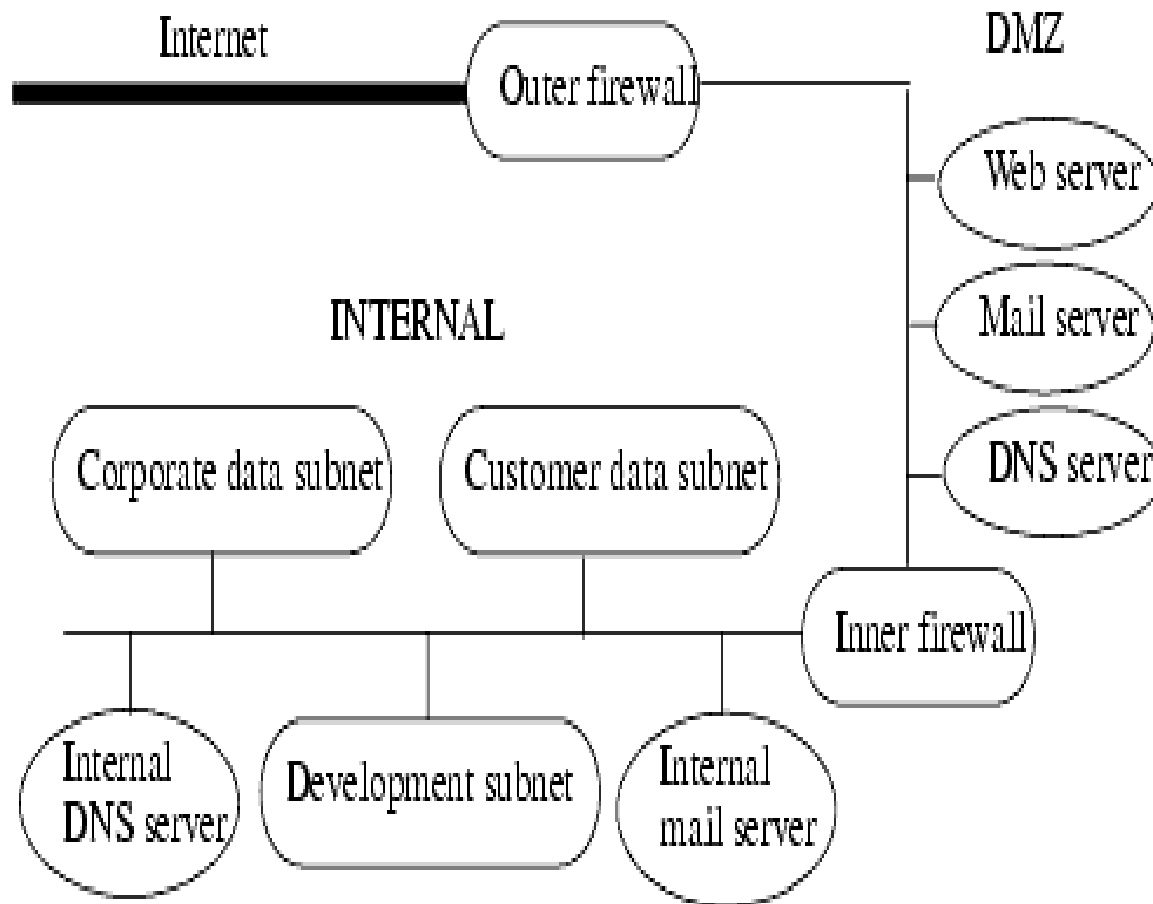 Internet
Outer firewall
DMZ
Web server
Mail server
DNS server
INTERNAL
Corporate data subnet
Customer data subnet
Inner firewall
Internal
DNS server
Development subnet
Internal
mail server